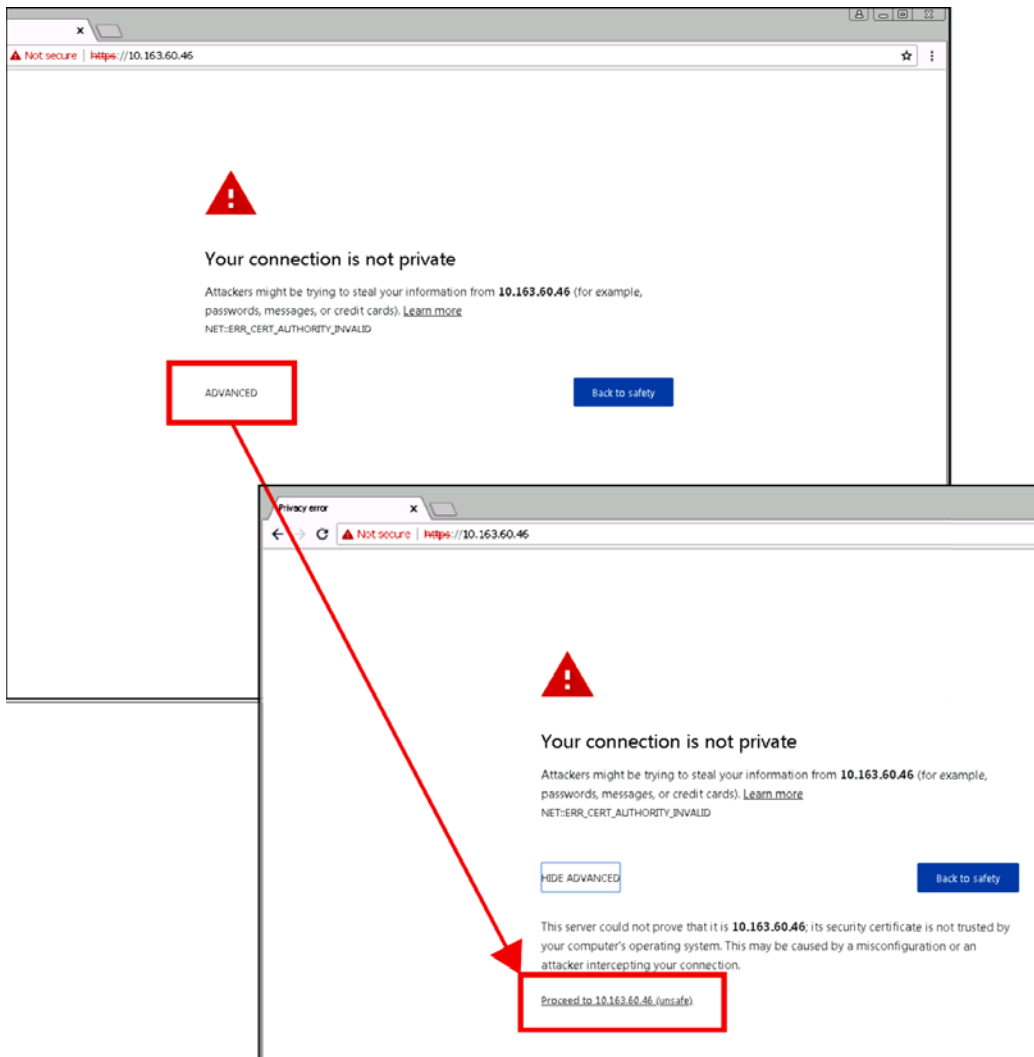 Not secure | https://10.163.60.46
Your connection is not private
Attackers might be trying to steal your information from 10.163.60.46 (for example,
passwords, messages, or credit cards). Learn more
NET::ERR_CERT_AUTHORITY_INVALID
ADVANCED
Back to safety
Privacy error
Not secure | https://10.163.60.46
Your connection is not private
Attackers might be trying to steal your information from 10.163.60.46 (for example,
passwords, messages, or credit cards). Learn more
NET::ERR_CERT_AUTHORITY_INVALID
HIDE ADVANCED
Back to safety
This server could not prove that it is 10.163.60.46; its security certificate is not trusted by
your computer's operating system. This may be caused by a misconfiguration or an
attacker intercepting your connection.
Proceed to 10.163.60.46 (unsafe)